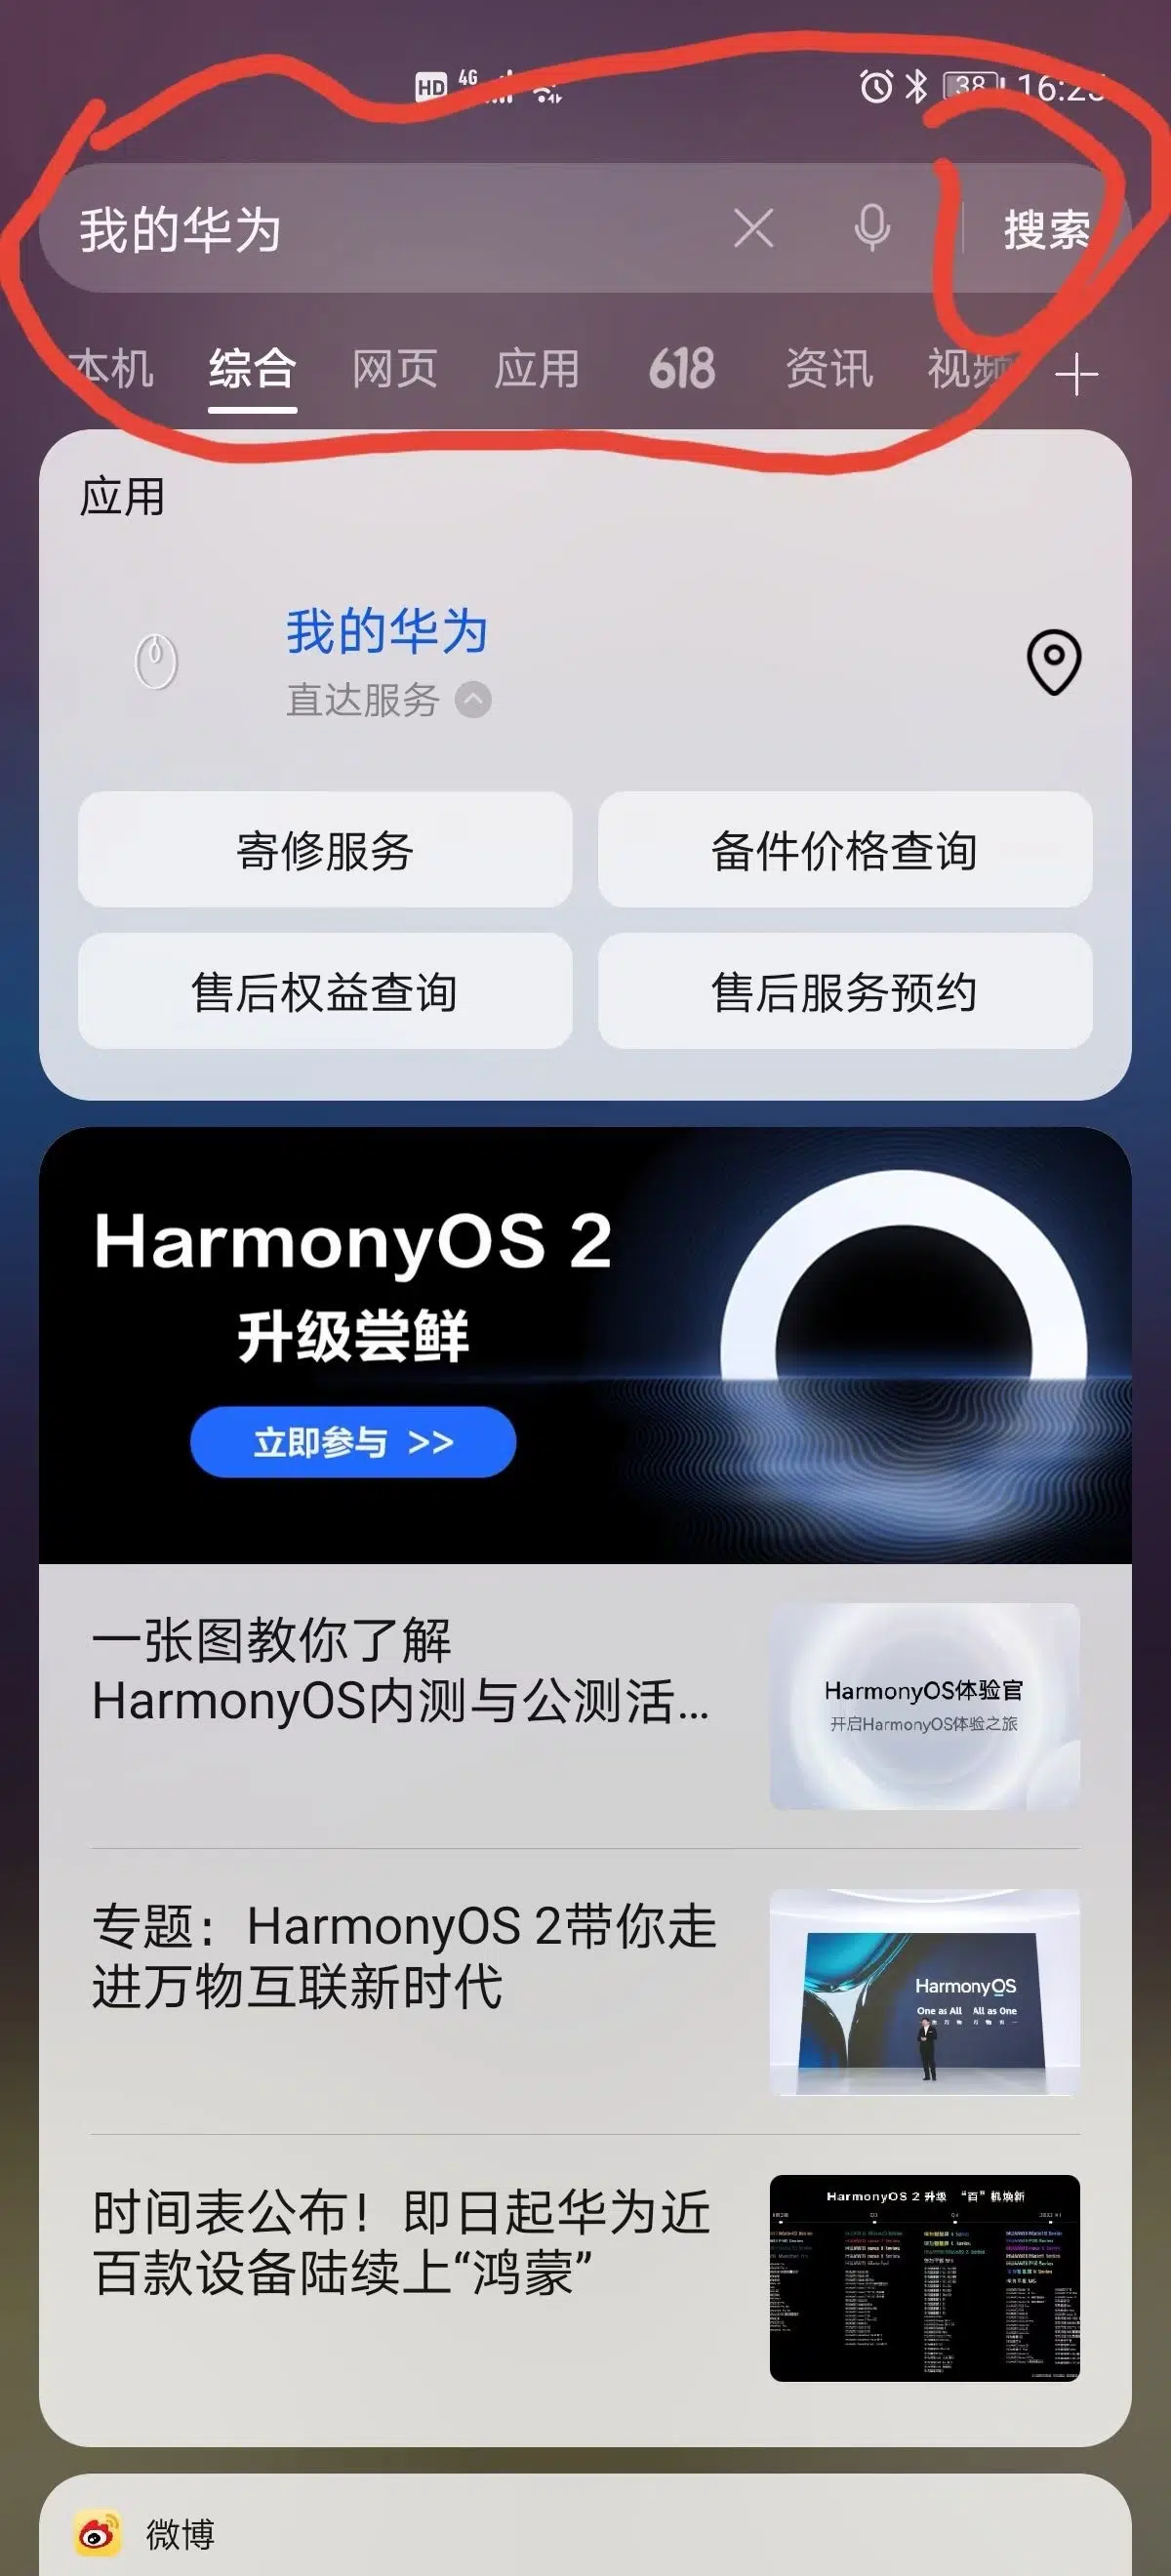 HD 4G 38
我的华为 搜索
本机 综合 网页 应用 618 资讯 视频
应用
我的华为
直达服务
寄修服务 备件价格查询
售后权益查询 售后服务预约
HarmonyOS 2
升级尝鲜
立即参与 >>
一张图教你了解
HarmonyOS内测与公测活...
HarmonyOS体验官
开启HarmonyOS体验之旅
专题：HarmonyOS 2带你走
进万物互联新时代
HarmonyOS
One as All All as One
时间表公布！即日起华为近
百款设备陆续上“鸿蒙”
HarmonyOS 2 升级 “百”机焕新
微博